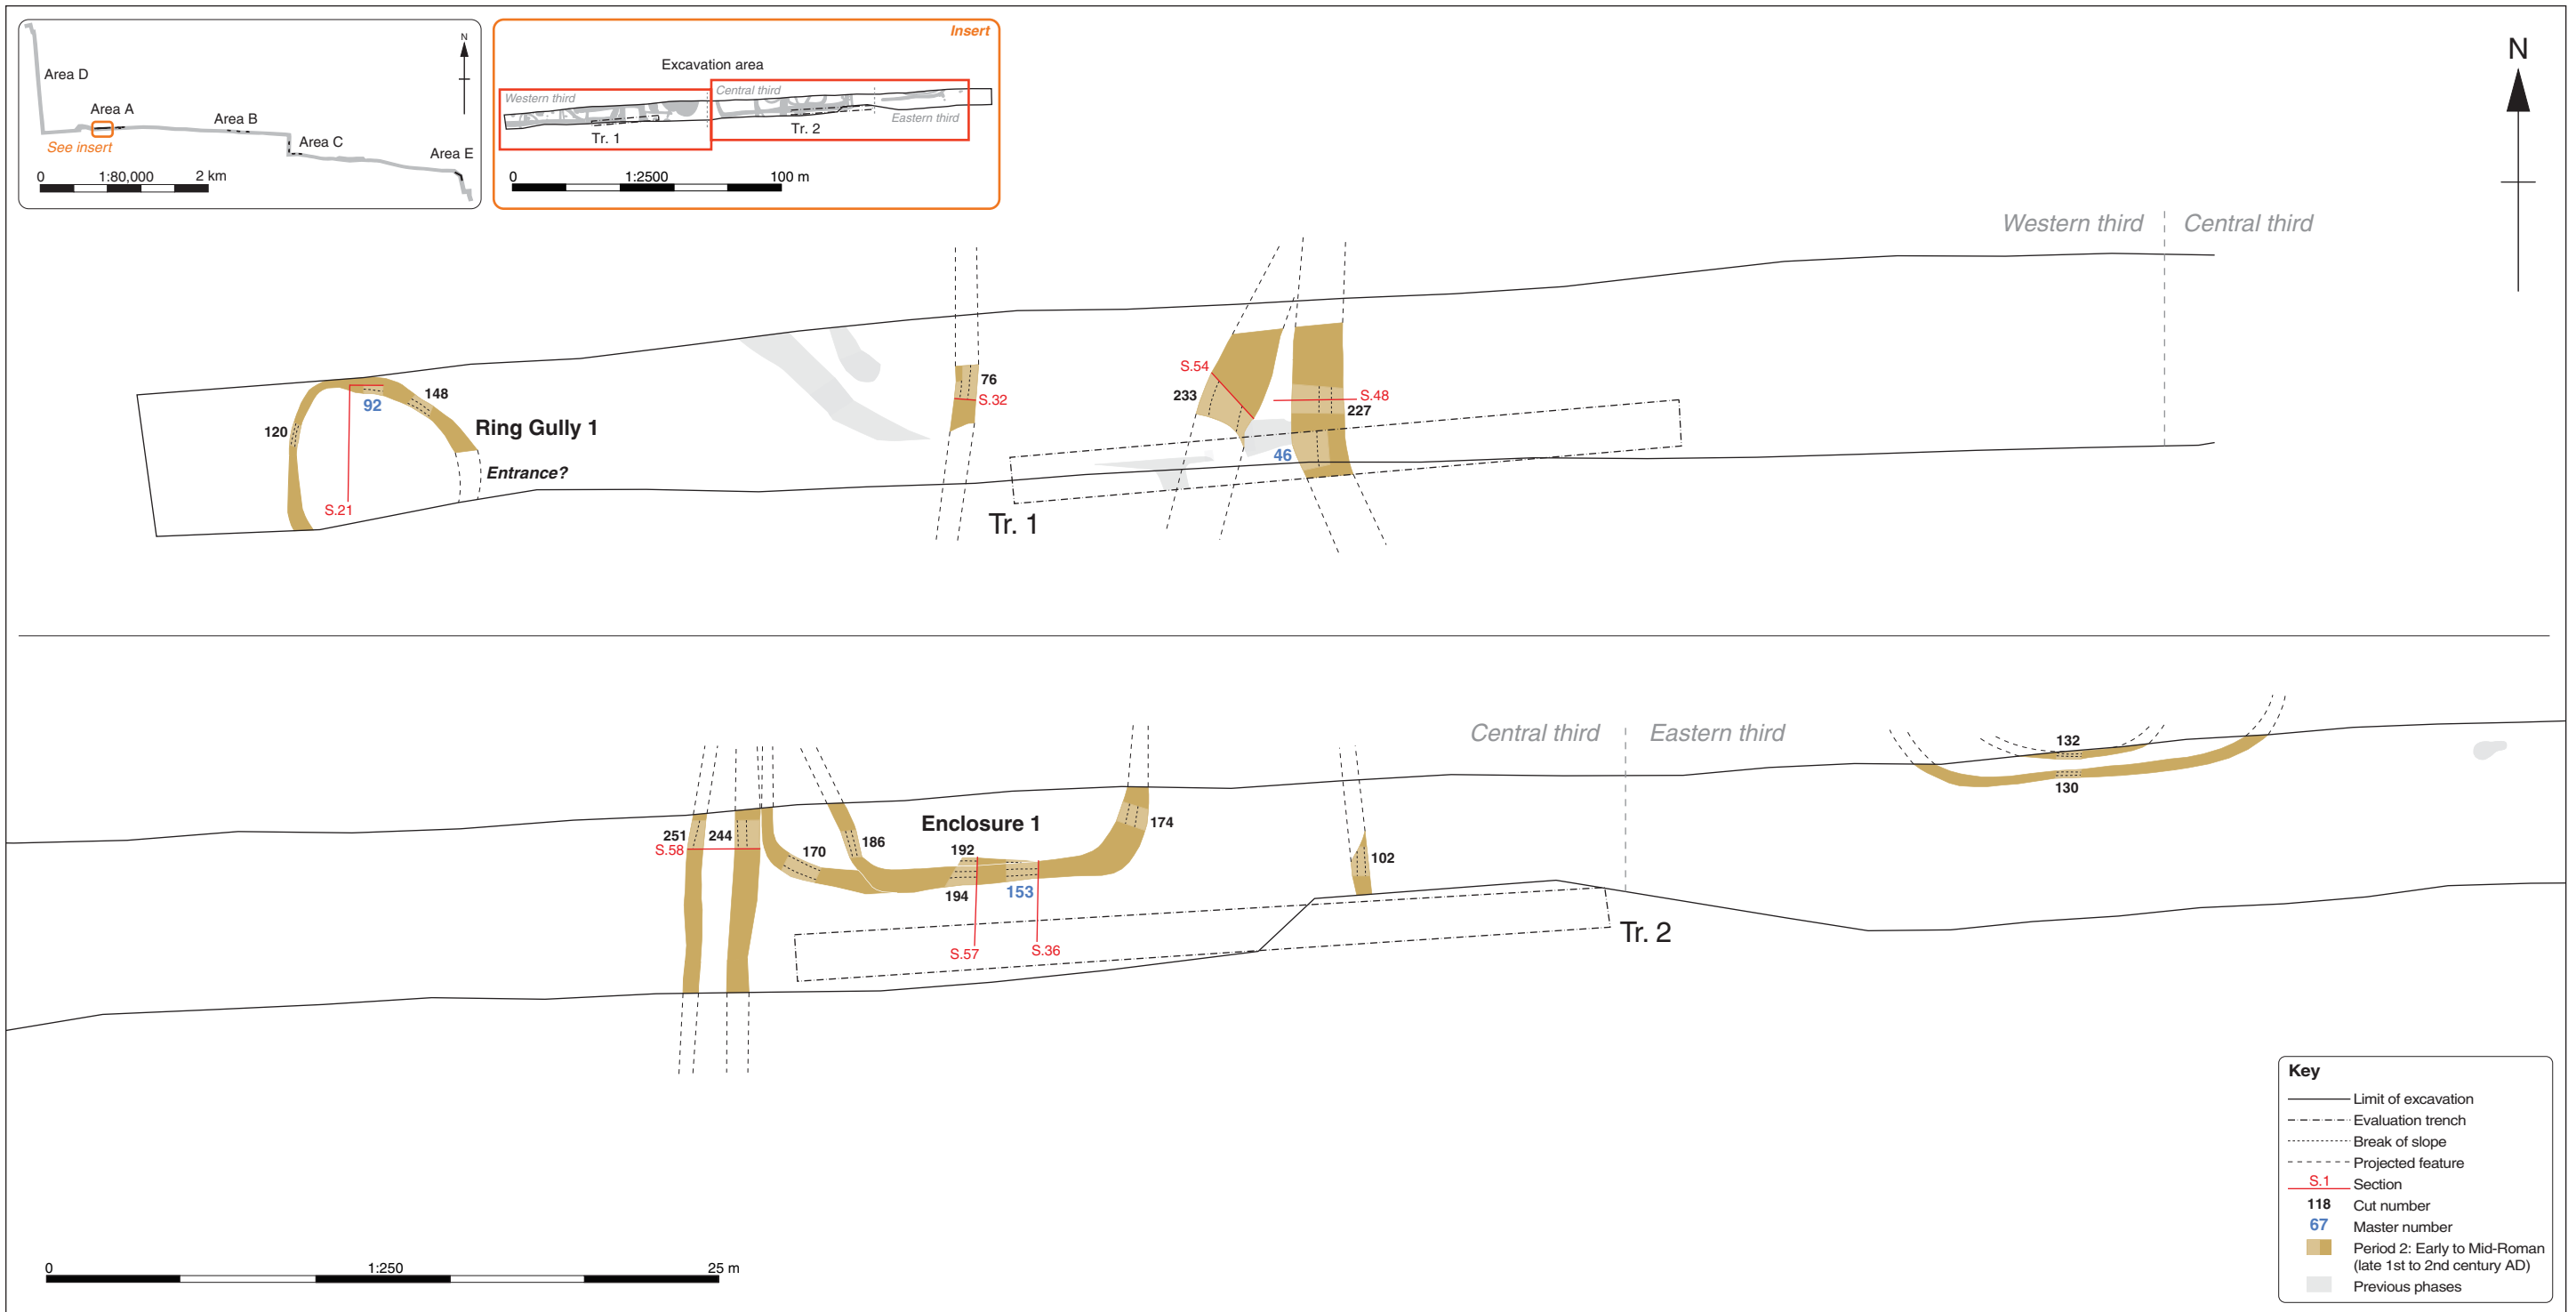 Area D
Area A
See insert
Area B
Area C
Area E
N
0 1:80,000 2 km
Insert
Excavation area
Western third
Central third
Eastern third
Tr. 1
Tr. 2
0 1:2500 100 m
N
Western third
Central third
120
92
148
S.21
Ring Gully 1
Entrance?
76
S.32
S.54
233
S.48
227
46
Tr. 1
Central third
Eastern third
251
244
S.58
170
186
Enclosure 1
192
194
153
S.57
S.36
174
102
Tr. 2
132
130
Key
Limit of excavation
Evaluation trench
Break of slope
Projected feature
S.1 Section
118 Cut number
67 Master number
Period 2: Early to Mid-Roman
(late 1st to 2nd century AD)
Previous phases
0 1:250 25 m